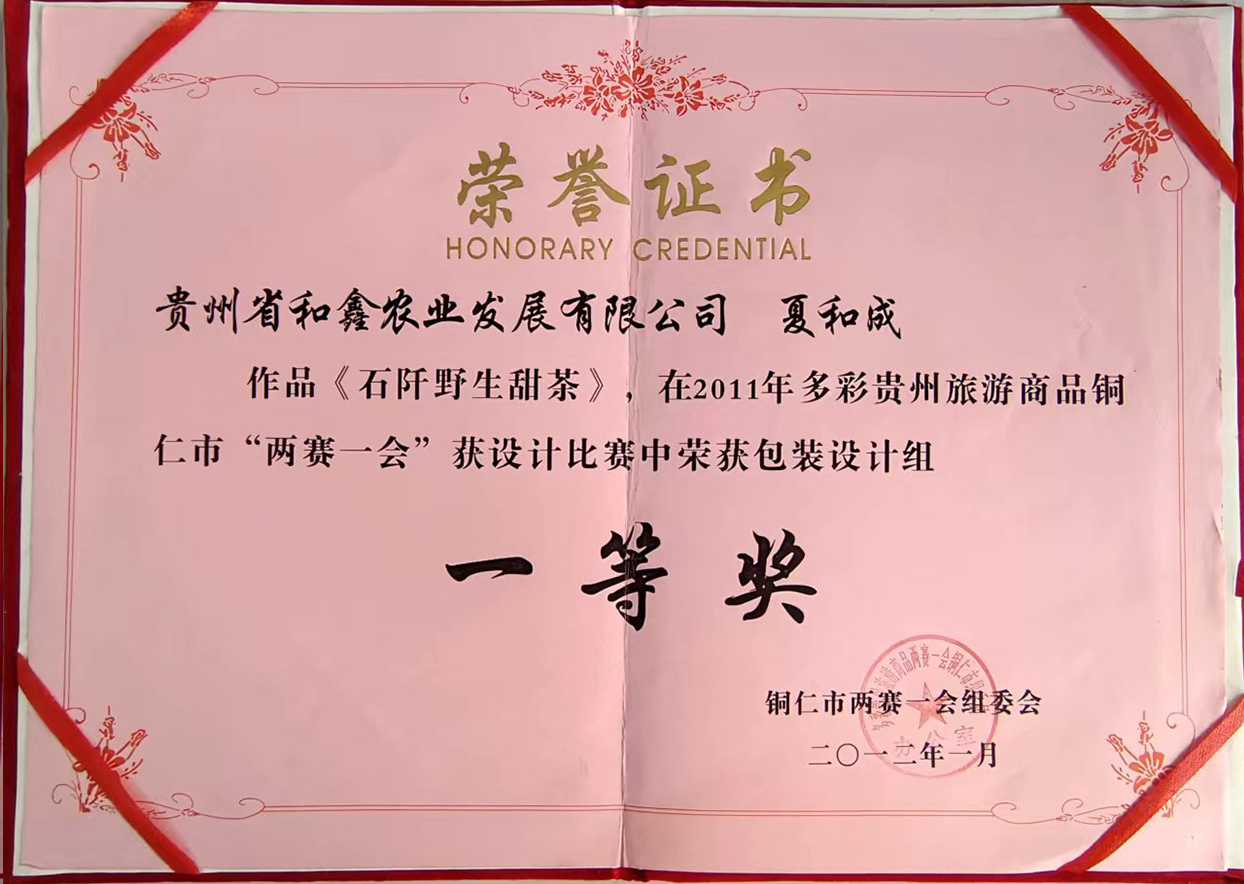 荣誉证书
HONORARY CREDENTIAL
贵州省和鑫农业发展有限公司 夏和成
作品《石阡野生甜茶》，在2011年多彩贵州旅游商品铜
仁市“两赛一会”获设计比赛中荣获包装设计组
一等奖
铜仁市两赛一会组委会
二〇一二年一月
办公室